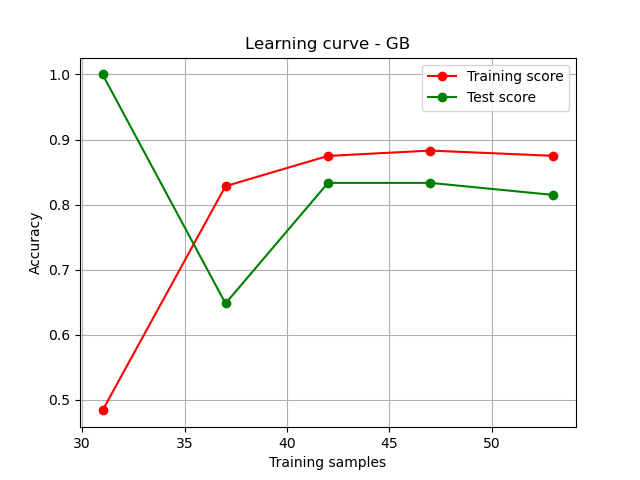 Learning curve - GB
Training score
Test score
1.0
0.9
0.8
0.7
0.6
0.5
Accuracy
30
35
40
45
50
Training samples